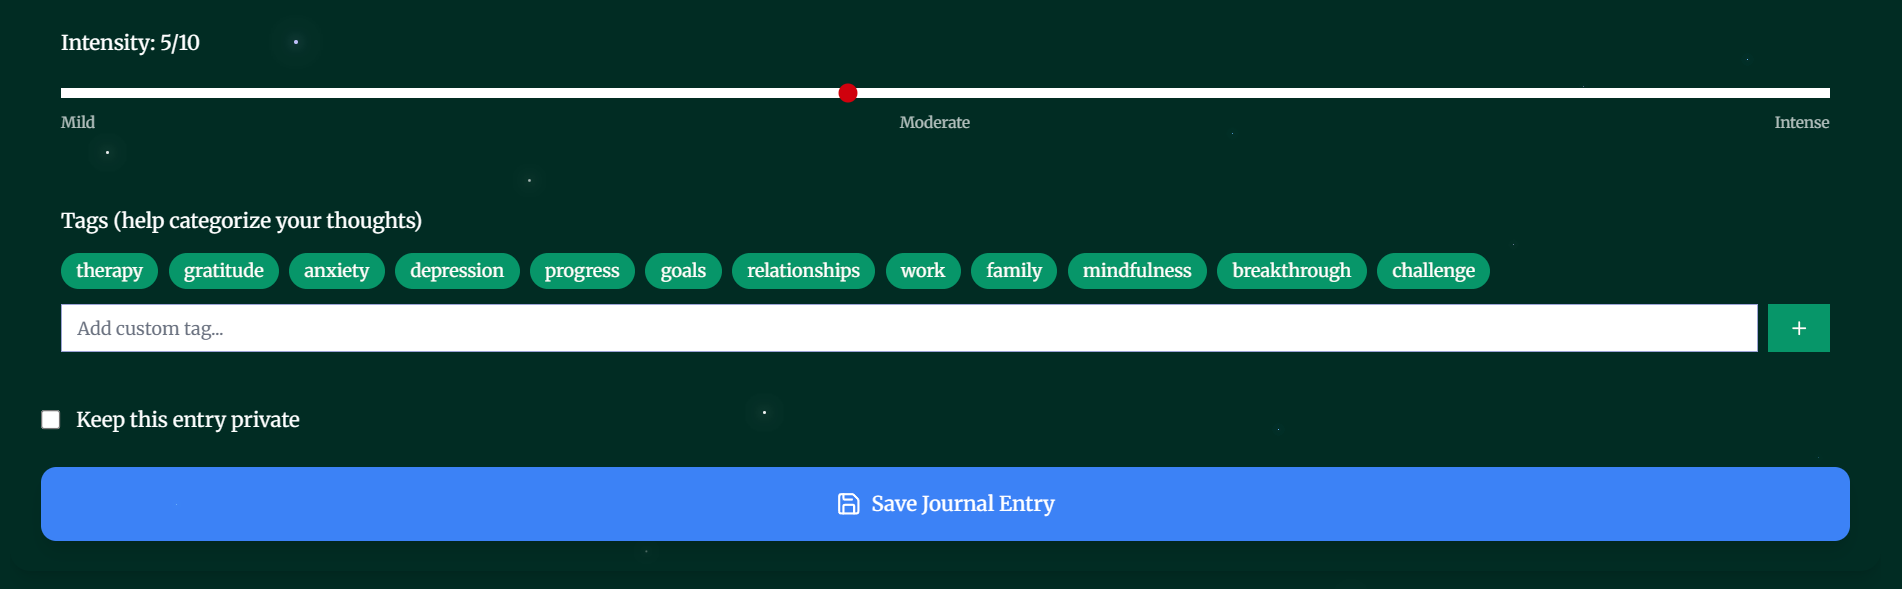 Intensity: 5/10
Mild Moderate Intense
Tags (help categorize your thoughts)
therapy gratitude anxiety depression progress goals relationships work family mindfulness breakthrough challenge
Add custom tag... +
Keep this entry private
Save Journal Entry